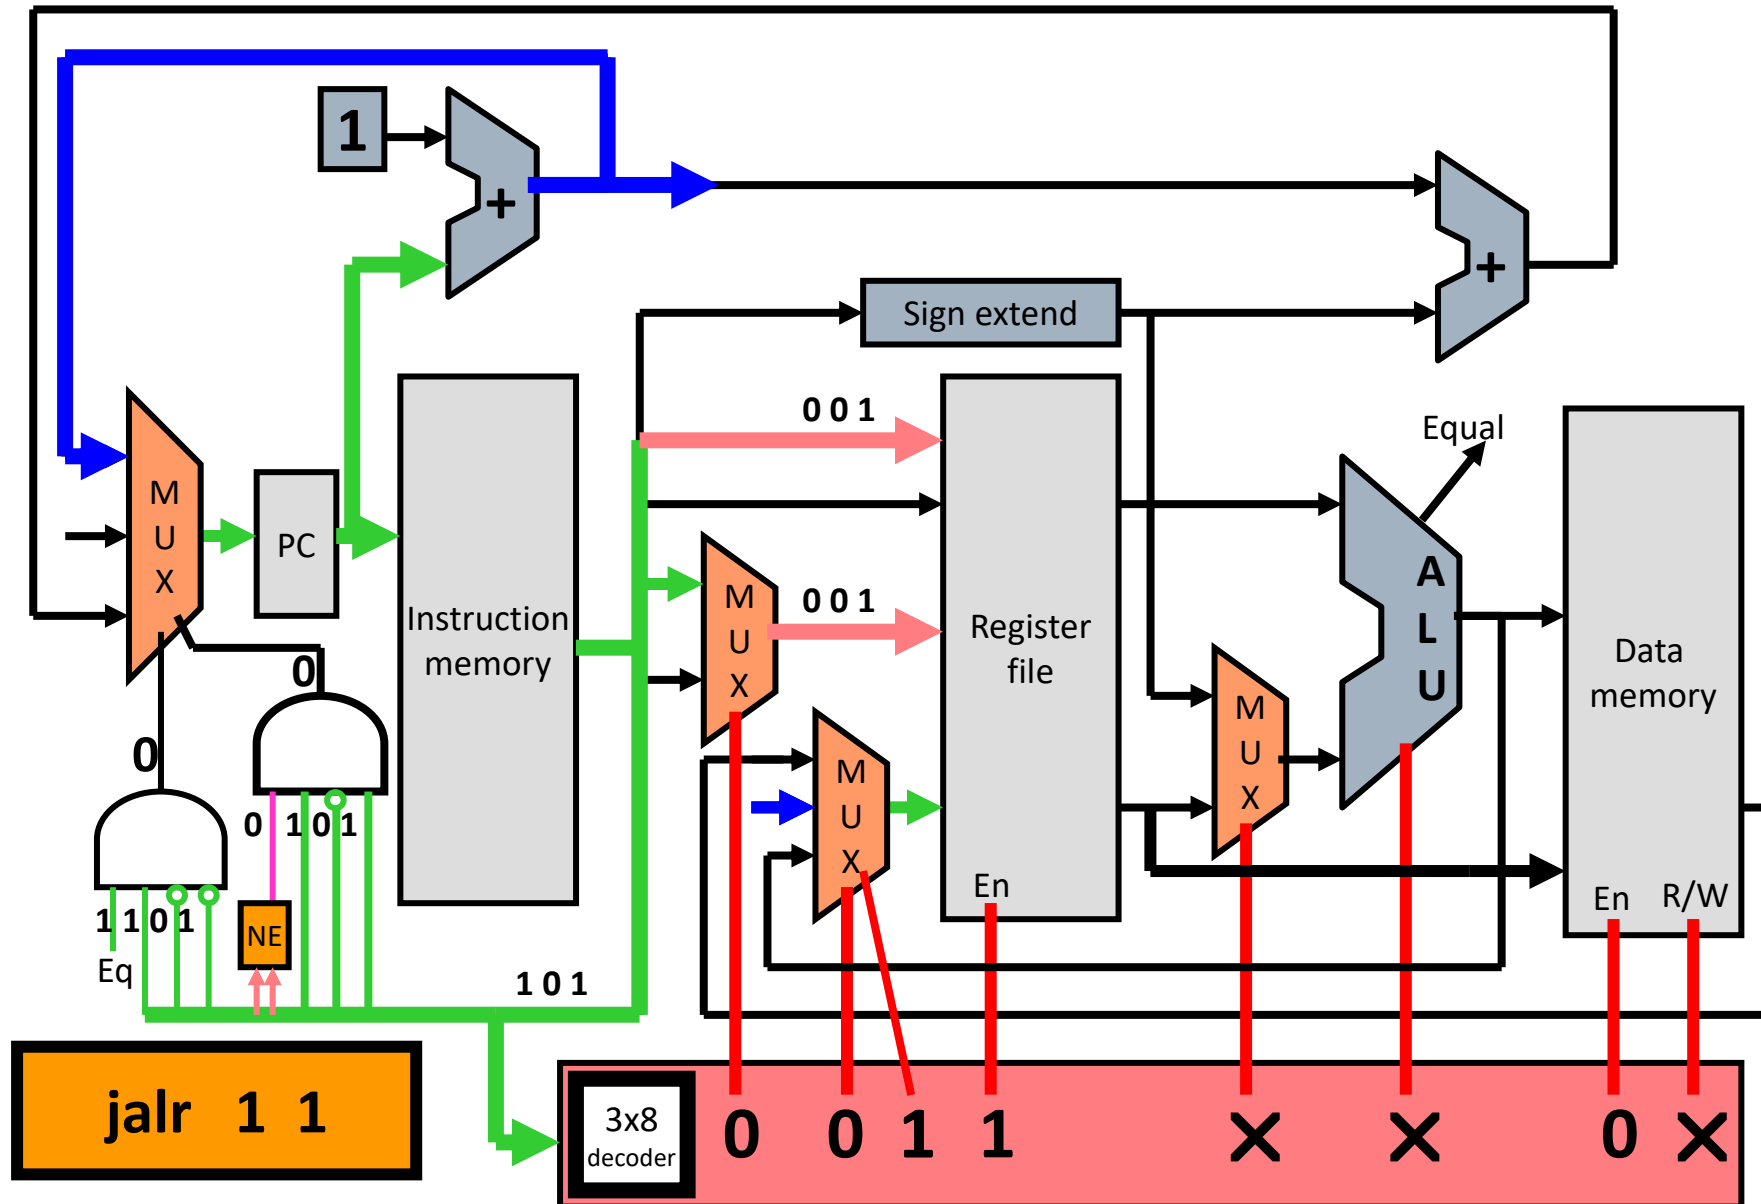 1
+
+
Sign extend
0 0 1
Equal
M
U
X
PC
Instruction
memory
M
U
X
0 0 1
Register
file
A
L
U
Data
memory
M
U
X
0
0
M
U
X
0 1 0 1
En
En R/W
1 1 0 1
NE
Eq
1 0 1
jalr 1 1
3x8
decoder
0 0 1 1 X X 0 X